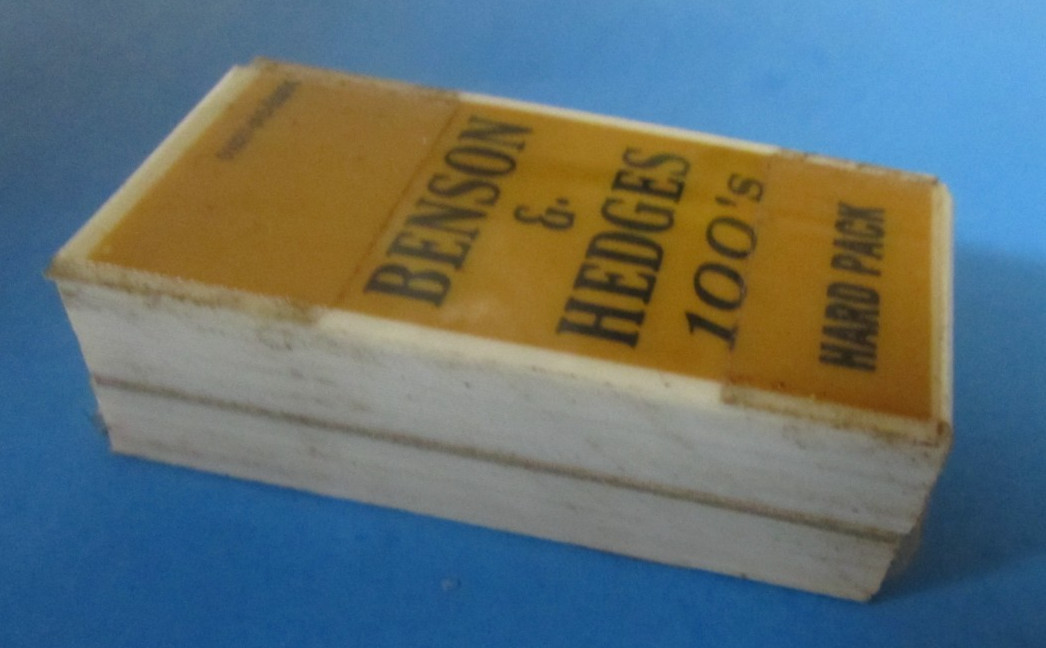 BENSON
&
HEDGES
100's
HARD PACK